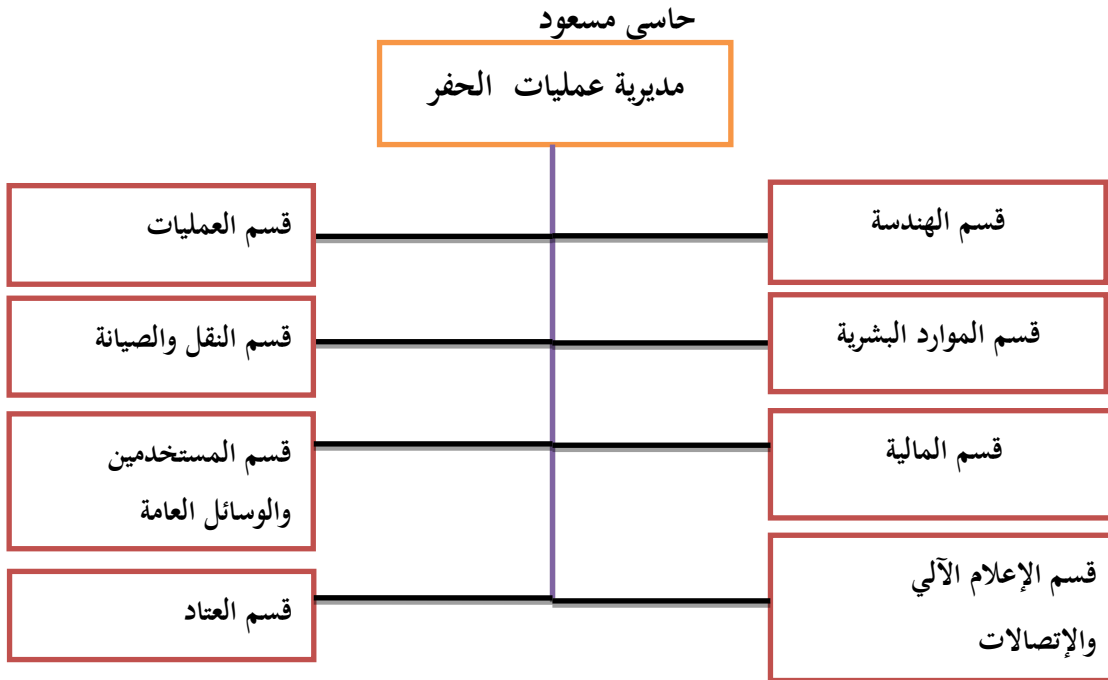 حاسي مسعود
مديرية عمليات الحفر
قسم الهندسة
قسم العمليات
قسم الموارد البشرية
قسم النقل والصيانة
قسم المالية
قسم المستخدمين
والوسائل العامة
قسم الإعلام الآلي
والإتصالات
قسم العتاد